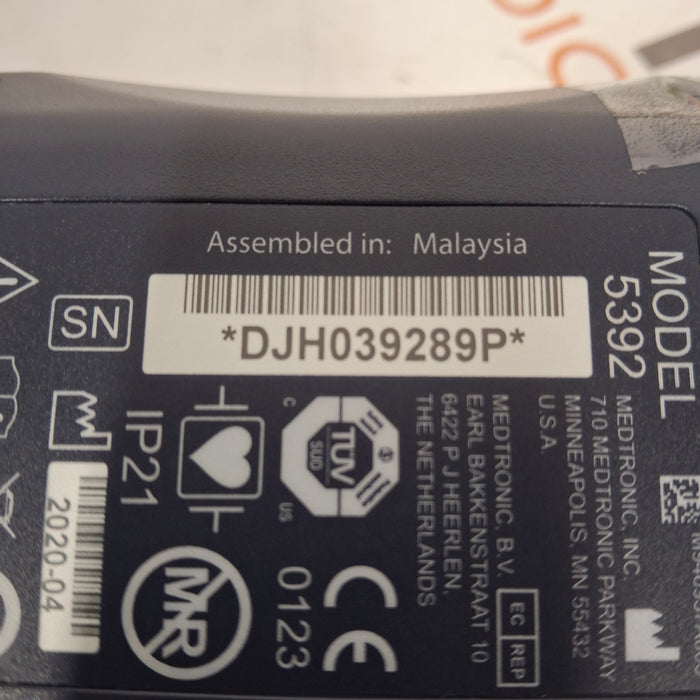 Assembled in: Malaysia
SN
*DJH039289P*
MODEL
5392
MEDTRONIC, INC.
710 MEDTRONIC PARKWAY
MINNEAPOLIS, MN 55432
U.S.A.
EC REP
MEDTRONIC B.V.
EARL BAKKENSTRAAT 10
6422 PJ HEERLEN,
THE NETHERLANDS
C
TÜV
SÜD
US
CE
0123
IP21
MR
2020-04